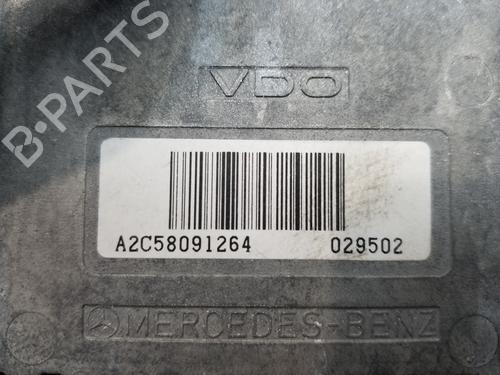 B-PARTS
VDO
A2C58091264 029502
MERCEDES-BENZ